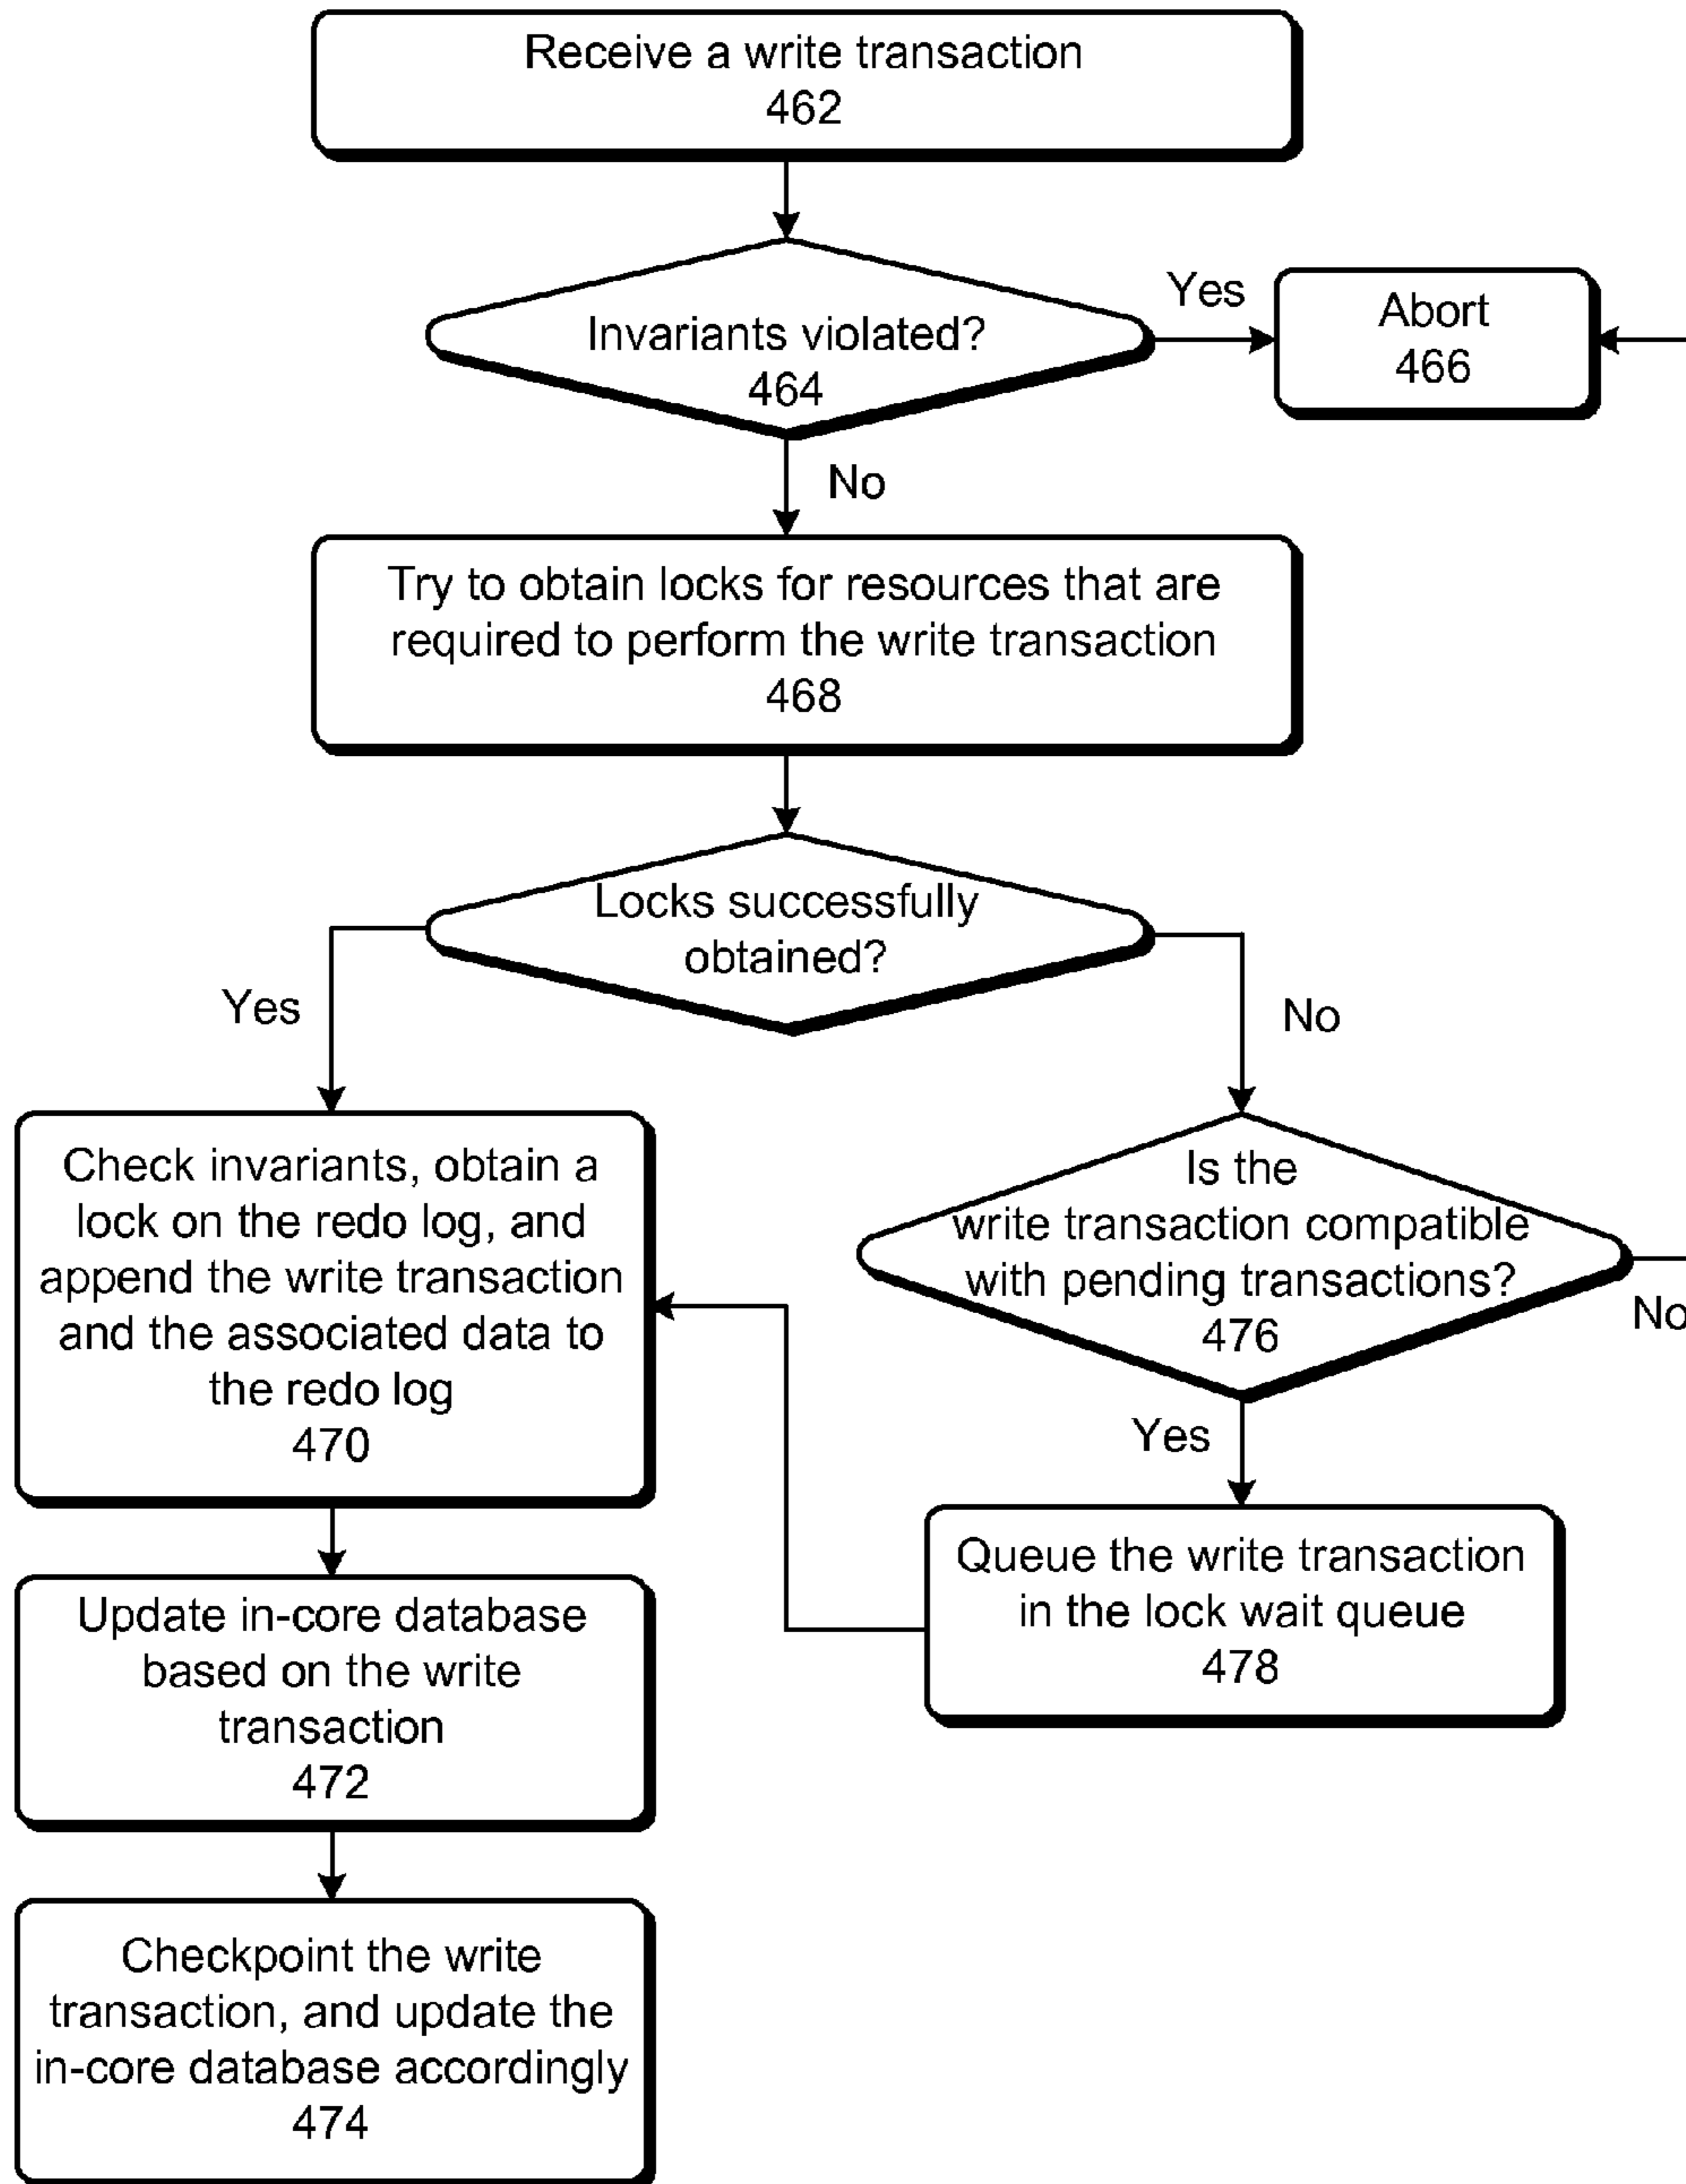 Receive a write transaction
462
Invariants violated?
464
Yes
Abort
466
No
Try to obtain locks for resources that are
required to perform the write transaction
468
Locks successfully
obtained?
Yes
No
Check invariants, obtain a
lock on the redo log, and
append the write transaction
and the associated data to
the redo log
470
Is the
write transaction compatible
with pending transactions?
476
No
Yes
Queue the write transaction
in the lock wait queue
478
Update in-core database
based on the write
transaction
472
Checkpoint the write
transaction, and update the
in-core database accordingly
474